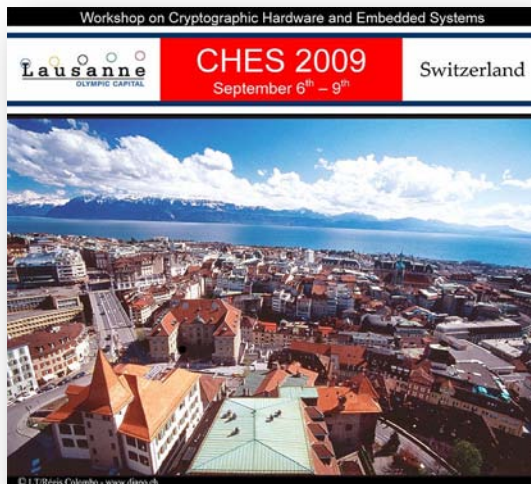 Workshop on Cryptographic Hardware and Embedded Systems
Lausanne
OLYMPIC CAPITAL
CHES 2009
September 6th – 9th
Switzerland
© LT/Régis Colombo - www.diapo.ch